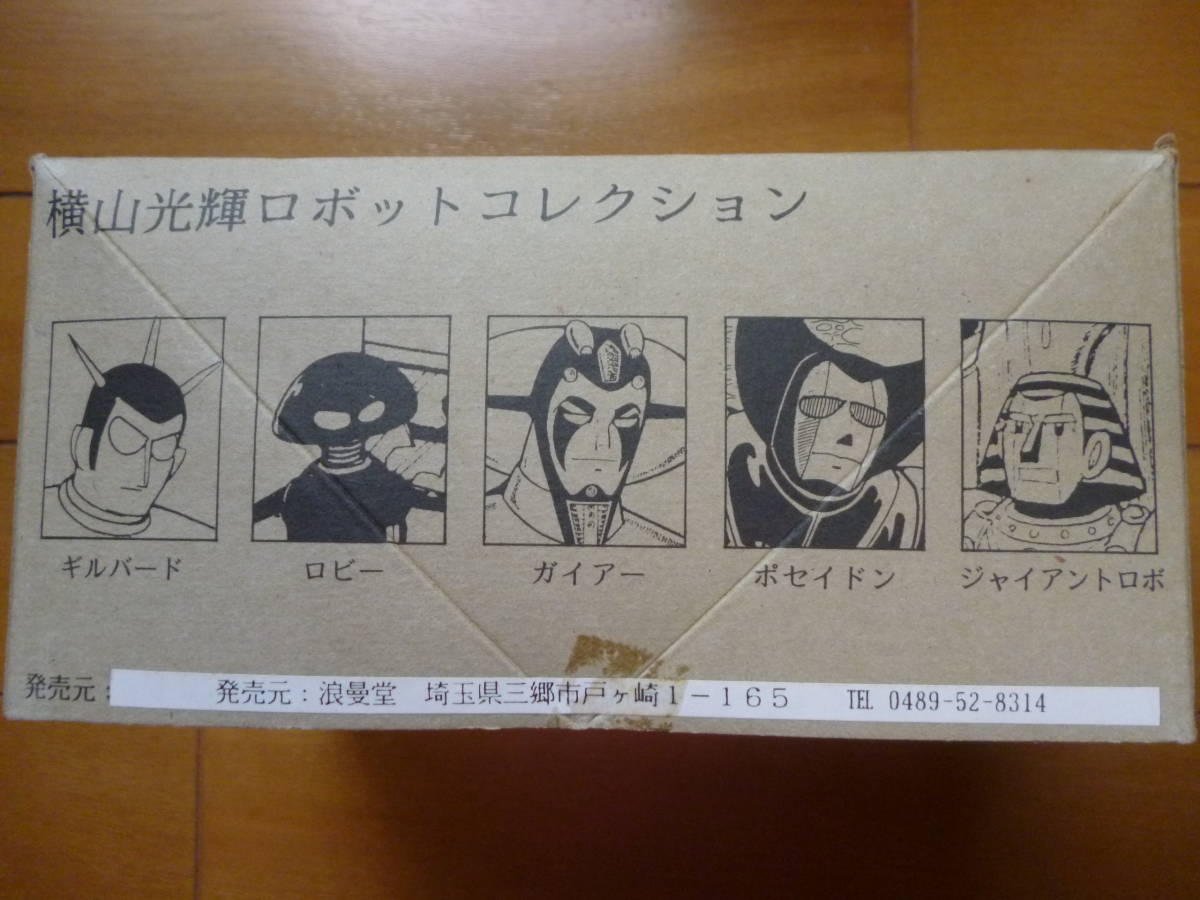 横山光輝ロボットコレクション
ギルバード
ロビー
ガイアー
ポセイドン
ジャイアントロボ
発売元:
発売元:浪曼堂 埼玉県三郷市戸ヶ崎1-165 TEL 0489-52-8314